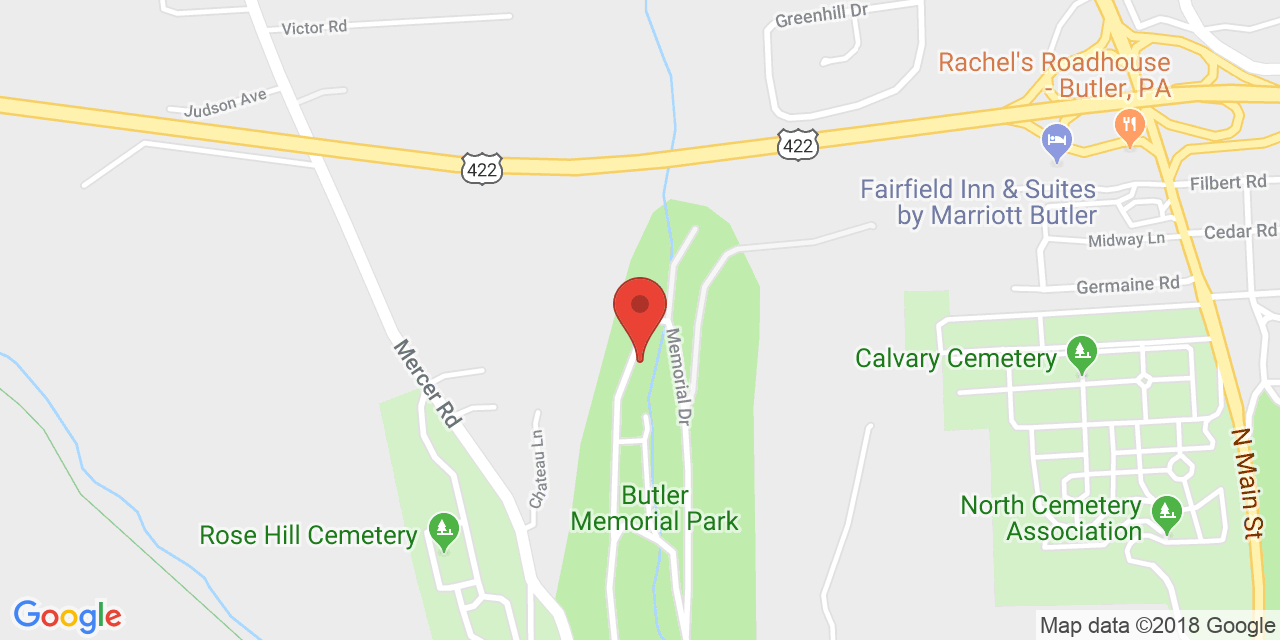 Greenhill Dr
Victor Rd
Rachel's Roadhouse
- Butler, PA
Judson Ave
422
422
Fairfield Inn & Suites
by Marriott Butler
Filbert Rd
Midway Ln
Cedar Rd
Germaine Rd
Memorial Dr
Mercer Rd
Calvary Cemetery
Chateau Ln
N Main St
Butler
Memorial Park
North Cemetery
Association
Rose Hill Cemetery
Google
Map data ©2018 Google